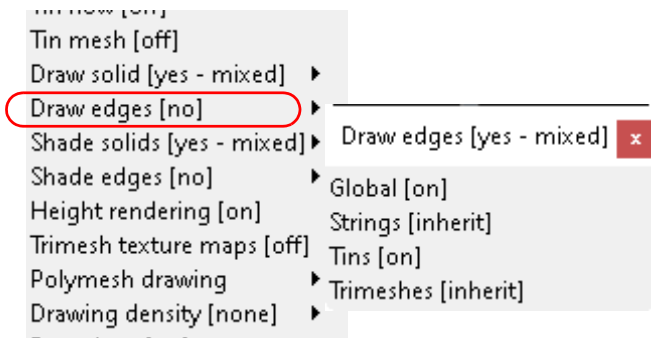 Tin mesh [off]
Draw solid [yes - mixed]
Draw edges [no]
Shade solids [yes - mixed]
Shade edges [no]
Height rendering [on]
Trimesh texture maps [off]
Polymesh drawing
Drawing density [none]
Draw edges [yes - mixed] x
Global [on]
Strings [inherit]
Tins [on]
Trimeshes [inherit]